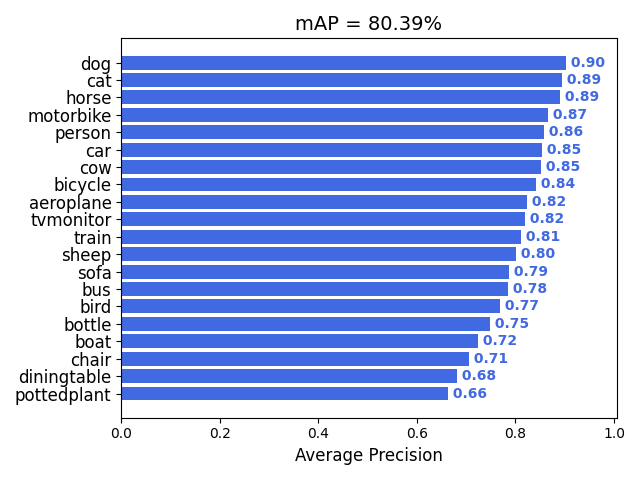 mAP = 80.39%
dog 0.90
cat 0.89
horse 0.89
motorbike 0.87
person 0.86
car 0.85
cow 0.85
bicycle 0.84
aeroplane 0.82
tvmonitor 0.82
train 0.81
sheep 0.80
sofa 0.79
bus 0.78
bird 0.77
bottle 0.75
boat 0.72
chair 0.71
diningtable 0.68
pottedplant 0.66
0.0 0.2 0.4 0.6 0.8 1.0
Average Precision